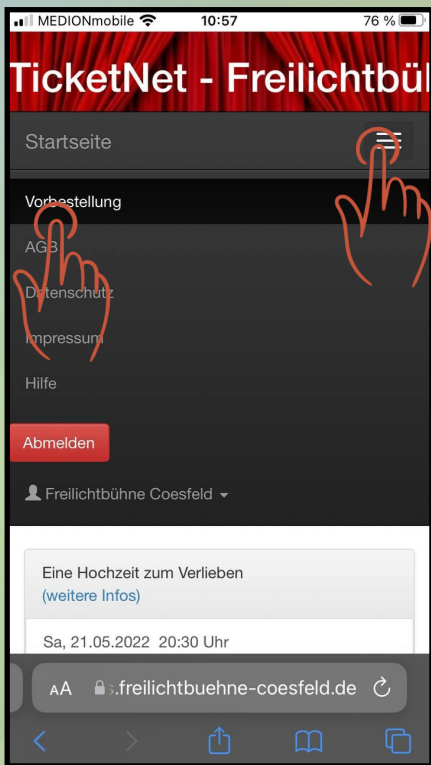 MEDIONmobile 10:57 76 %
TicketNet - Freilichtbül
Startseite
Vorbestellung
AGB
Datenschutz
Impressum
Hilfe
Abmelden
Freilichtbühne Coesfeld
Eine Hochzeit zum Verlieben
(weitere Infos)
Sa, 21.05.2022 20:30 Uhr
AA s.freilichtbuehne-coesfeld.de